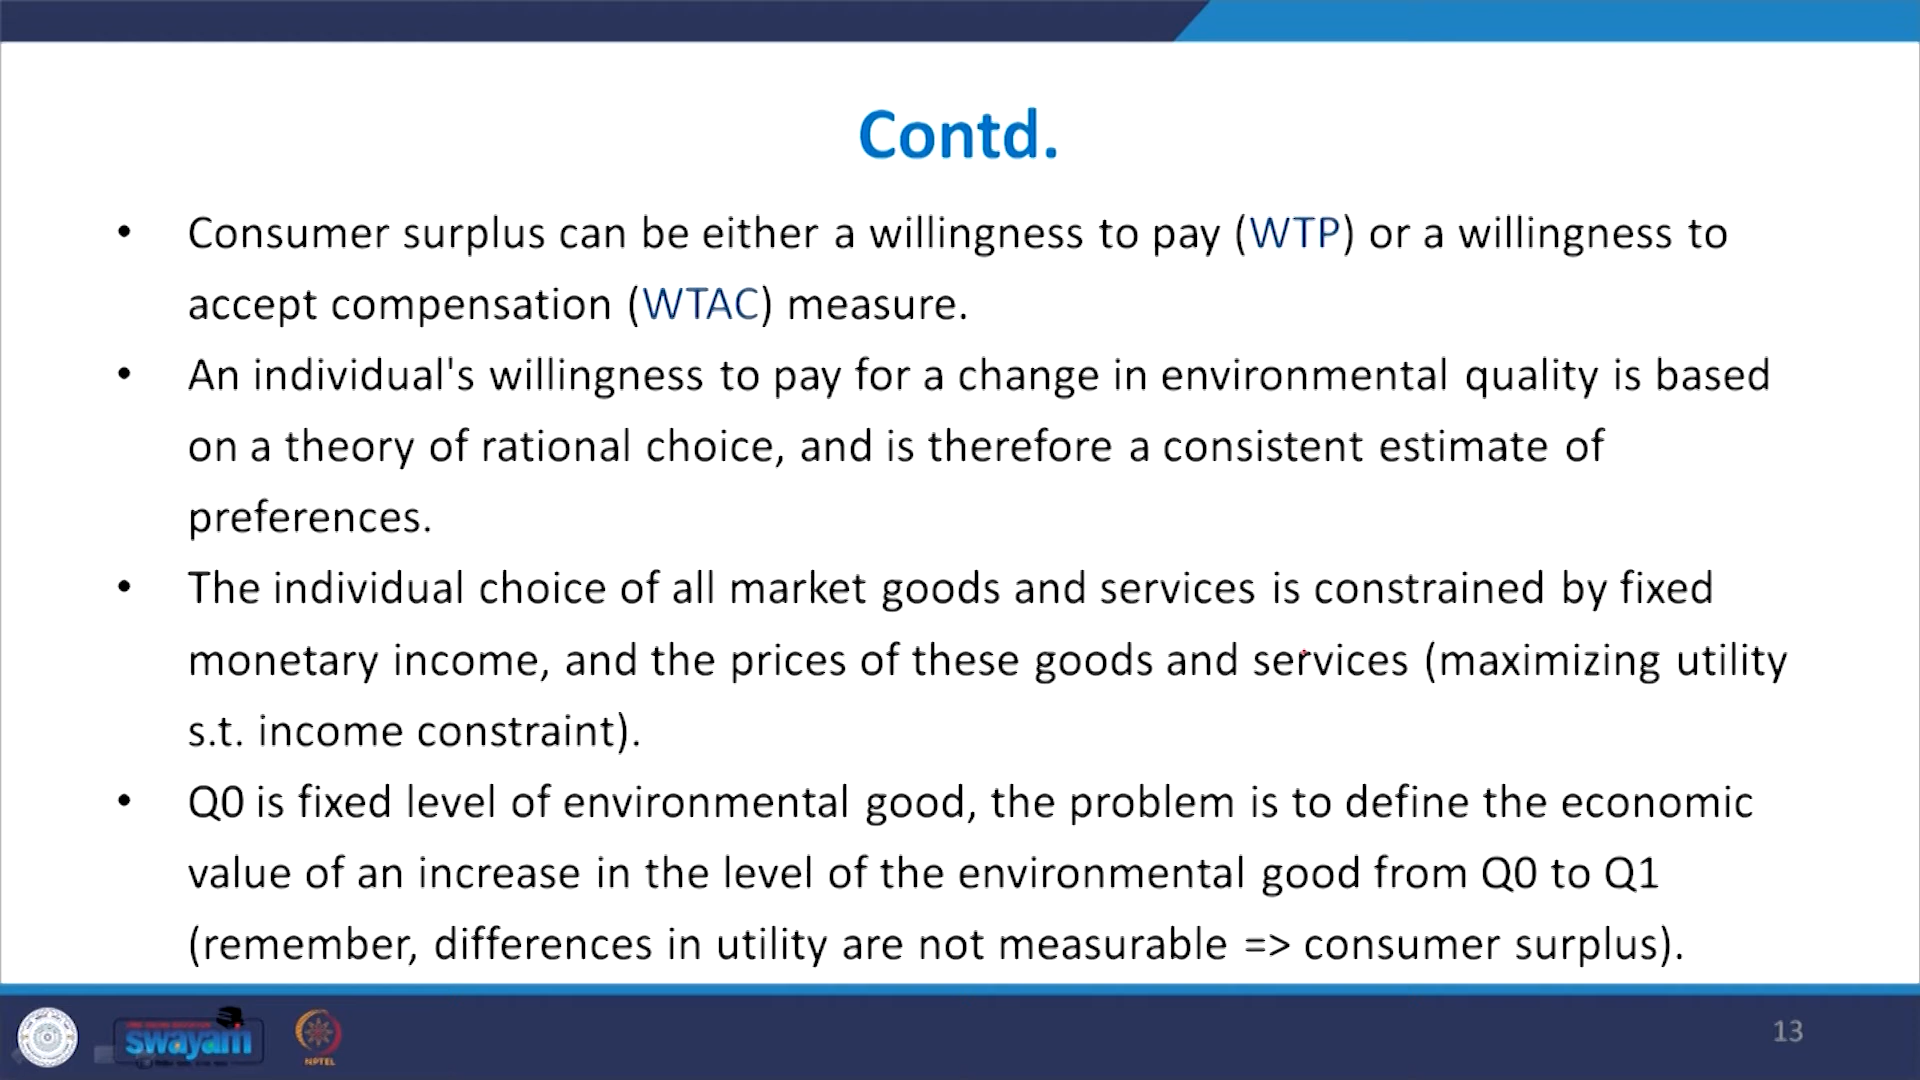 Contd.
• Consumer surplus can be either a willingness to pay (WTP) or a willingness to
accept compensation (WTAC) measure.
• An individual's willingness to pay for a change in environmental quality is based
on a theory of rational choice, and is therefore a consistent estimate of
preferences.
• The individual choice of all market goods and services is constrained by fixed
monetary income, and the prices of these goods and services (maximizing utility
s.t. income constraint).
• Q0 is fixed level of environmental good, the problem is to define the economic
value of an increase in the level of the environmental good from Q0 to Q1
(remember, differences in utility are not measurable => consumer surplus).
swayam
NPTEL
13